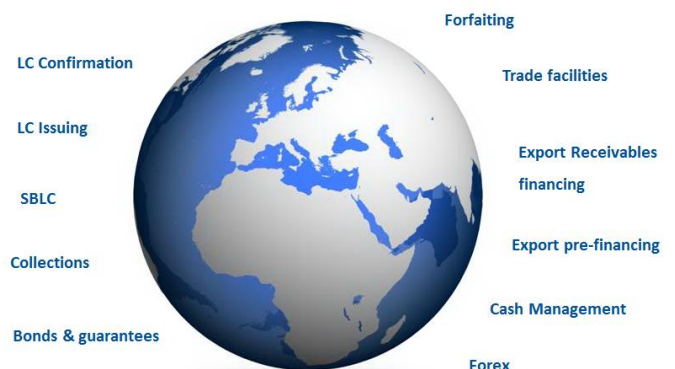 LC Confirmation
LC Issuing
SBLC
Collections
Bonds & guarantees
Forfaiting
Trade facilities
Export Receivables
financing
Export pre-financing
Cash Management
Forex